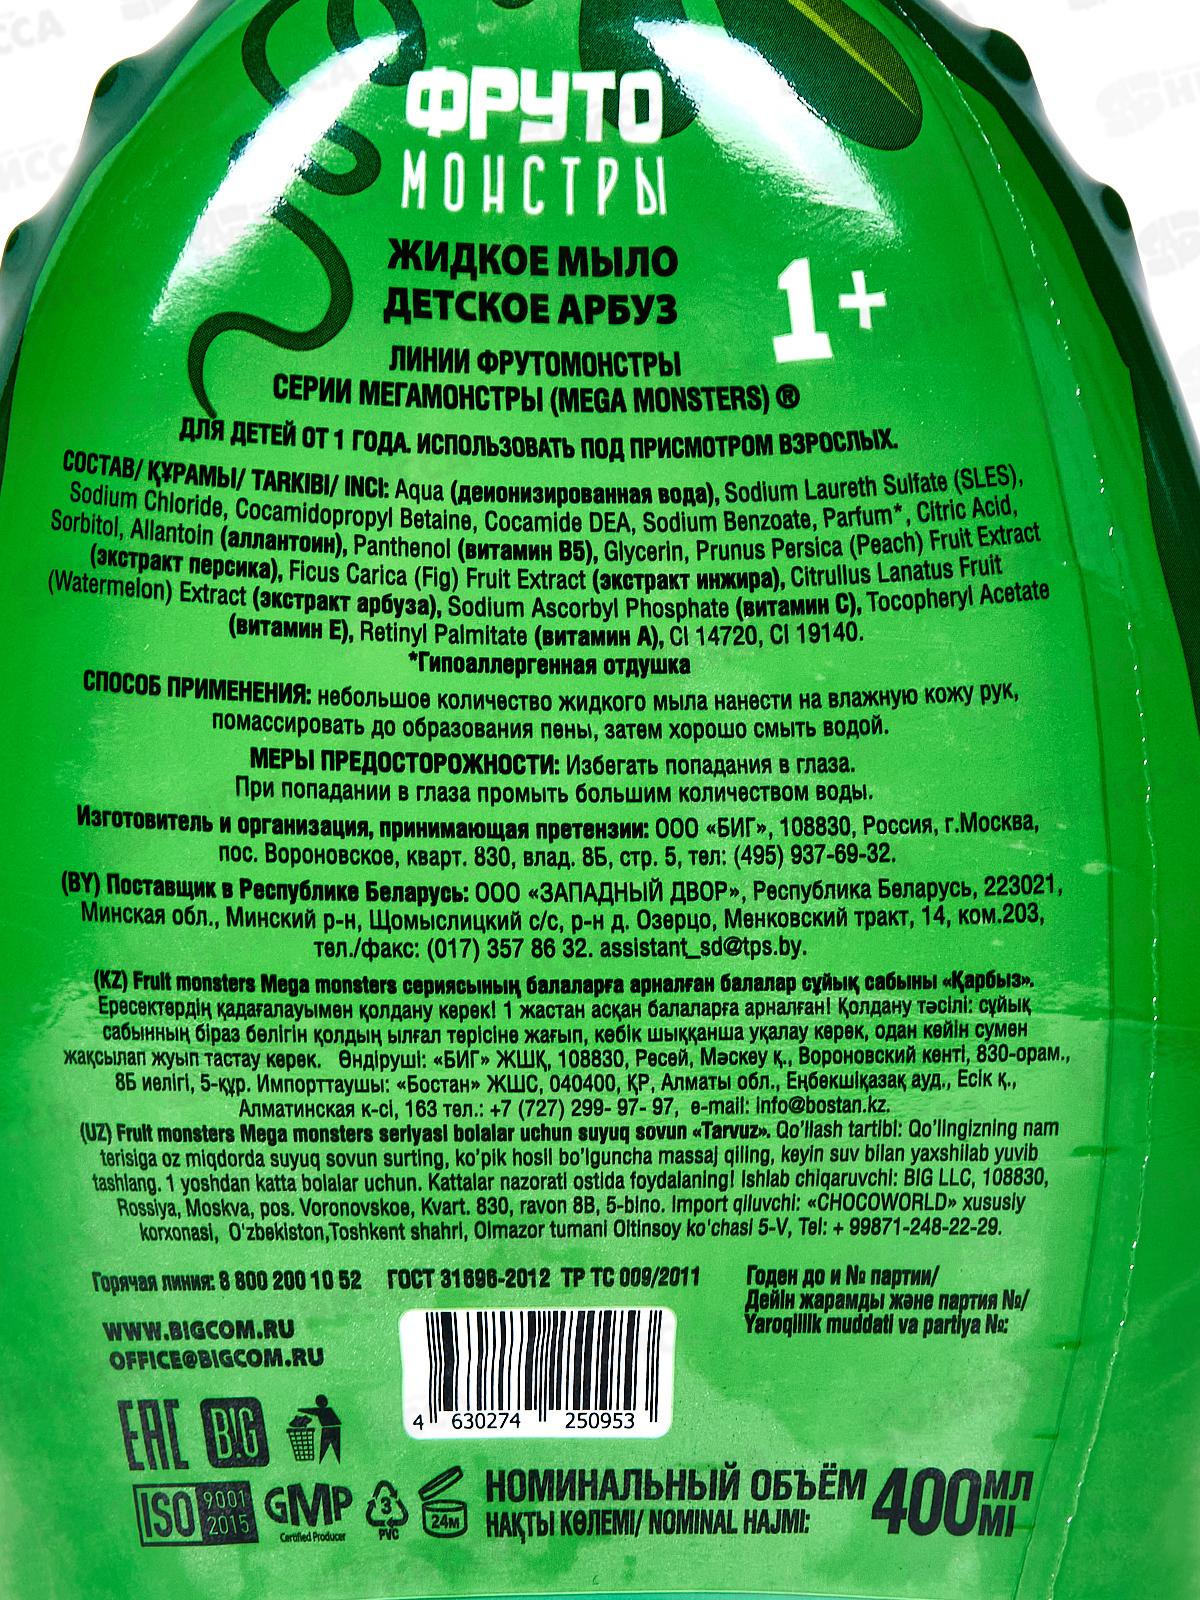 ФРУТО
МОНСТРЫ
ЖИДКОЕ МЫЛО
ДЕТСКОЕ АРБУЗ
1+
ЛИНИИ ФРУТОМОНСТРЫ
СЕРИИ МЕГАМОНСТРЫ (MEGA MONSTERS) ®
ДЛЯ ДЕТЕЙ ОТ 1 ГОДА. ИСПОЛЬЗОВАТЬ ПОД ПРИСМОТРОМ ВЗРОСЛЫХ.
СОСТАВ/ ҚҰРАМЫ/ TARKIBI/ INCI: Aqua (деионизированная вода), Sodium Laureth Sulfate (SLES),
Sodium Chloride, Cocamidopropyl Betaine, Cocamide DEA, Sodium Benzoate, Parfum*, Citric Acid,
Sorbitol, Allantoin (аллантоин), Panthenol (витамин B5), Glycerin, Prunus Persica (Peach) Fruit Extract
(экстракт персика), Ficus Carica (Fig) Fruit Extract (экстракт инжира), Citrullus Lanatus Fruit
(Watermelon) Extract (экстракт арбуза), Sodium Ascorbyl Phosphate (витамин C), Tocopheryl Acetate
(витамин E), Retinyl Palmitate (витамин A), CI 14720, CI 19140.
*Гипоаллергенная отдушка
СПОСОБ ПРИМЕНЕНИЯ: небольшое количество жидкого мыла нанести на влажную кожу рук,
помассировать до образования пены, затем хорошо смыть водой.
МЕРЫ ПРЕДОСТОРОЖНОСТИ: Избегать попадания в глаза.
При попадании в глаза промыть большим количеством воды.
Изготовитель и организация, принимающая претензии: ООО «БИГ», 108830, Россия, г.Москва,
пос. Вороновское, кварт. 830, влад. 8Б, стр. 5, тел: (495) 937-69-32.
(BY) Поставщик в Республике Беларусь: ООО «ЗАПАДНЫЙ ДВОР», Республика Беларусь, 223021,
Минская обл., Минский р-н, Щомыслицкий с/с, р-н д. Озерцо, Менковский тракт, 14, ком.203,
тел./факс: (017) 357 86 32. assistant_sd@tps.by.
(KZ) Fruit monsters Mega monsters сериясының балаларға арналған балалар сұйық сабыны «Қарбыз».
Ересектердің қадағалауымен қолдану керек! 1 жастан асқан балаларға арналған! Қолдану тәсілі: сұйық
сабынның біраз бөлігін қолдың ылғал терісіне жағып, көбік шыққанша уқалау керек, одан кейін сумен
жақсылап жуып тастау керек. Өндіруші: «БИГ» ЖШҚ, 108830, Ресей, Мәскеу қ., Вороновский кенті, 830-орам.,
8Б иелігі, 5-құр. Импорттаушы: «Бостан» ЖШС, 040400, ҚР, Алматы обл., Еңбекшіқазақ ауд., Есік қ.,
Алматинская к-сі, 163 тел.: +7 (727) 299- 97- 97, e-mail: info@bostan.kz.
(UZ) Fruit monsters Mega monsters seriyasi bolalar uchun suyuq sovun «Tarvuz». Qo'llash tartibi: Qo'lingizning nam
terisiga oz miqdorda suyuq sovun surting, ko'pik hosil bo'lguncha massaj qiling, keyin suv bilan yaxshilab yuvib
tashlang. 1 yoshdan katta bolalar uchun. Kattalar nazorati ostida foydalaning! Ishlab chiqaruvchi: BIG LLC, 108830,
Rossiya, Moskva, pos. Voronovskoe, Kvart. 830, ravon 8B, 5-bino. Import qiluvchi: «CHOCOWORLD» xususiy
korxonasi, O'zbekiston,Toshkent shahri, Olmazor tumani Oltinsoy ko'chasi 5-V, Tel: + 99871-248-22-29.
Горячая линия: 8 800 200 10 52 ГОСТ 31696-2012 ТР ТС 009/2011
Годен до и № партии/
Дейін жарамды және партия №/
Yaroqlilik muddati va partiya №:
WWW.BIGCOM.RU
OFFICE@BIGCOM.RU
4 630274 250953
EAC B!G
ISO 9001 2015
GMP
Certified Producer
3
PVC
24М
НОМИНАЛЬНЫЙ ОБЪЁМ
НАҚТЫ КӨЛЕМІ/ NOMINAL HAJMI:
400 МЛ
Ml